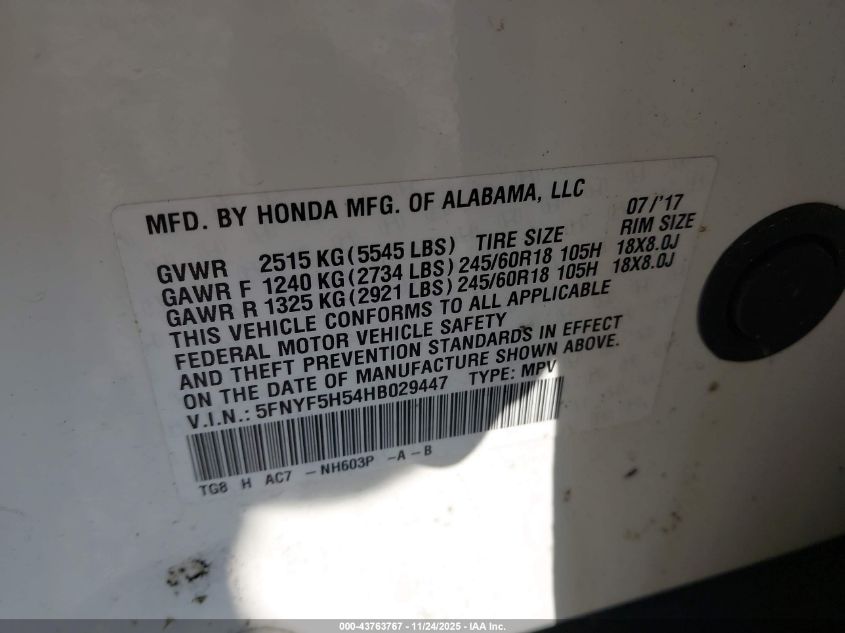 MFD. BY HONDA MFG. OF ALABAMA, LLC 07/'17
GVWR 2515 KG (5545 LBS) TIRE SIZE RIM SIZE
GAWR F 1240 KG (2734 LBS) 245/60R18 105H 18X8.0J
GAWR R 1325 KG (2921 LBS) 245/60R18 105H 18X8.0J
THIS VEHICLE CONFORMS TO ALL APPLICABLE
FEDERAL MOTOR VEHICLE SAFETY
AND THEFT PREVENTION STANDARDS IN EFFECT
ON THE DATE OF MANUFACTURE SHOWN ABOVE.
V.I.N.: 5FNYF5H54HB029447 TYPE: MPV
TG8 H AC7 -NH603P -A-B
000-43763767 - 11/24/2025 - IAA Inc.